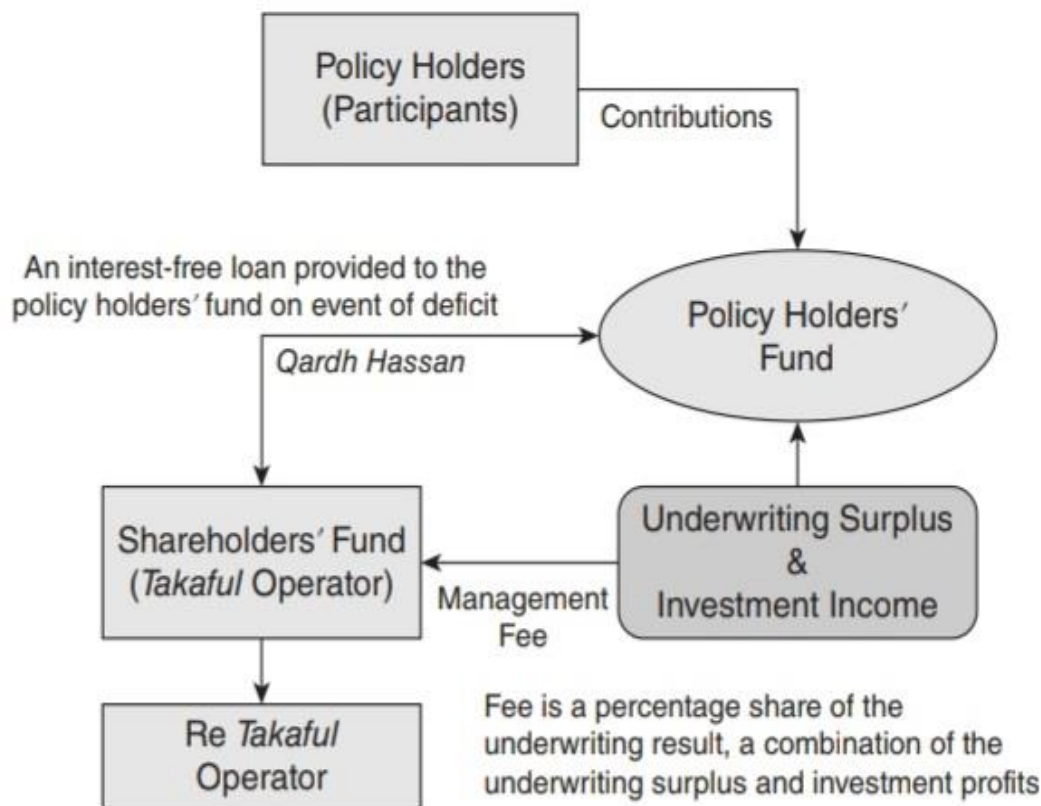 Policy Holders
(Participants)
Contributions
An interest-free loan provided to the
policy holders′ fund on event of deficit
Qardh Hassan
Policy Holders′
Fund
Shareholders′ Fund
(Takaful Operator)
Management
Fee
Underwriting Surplus
&
Investment Income
Re Takaful
Operator
Fee is a percentage share of the
underwriting result, a combination of the
underwriting surplus and investment profits